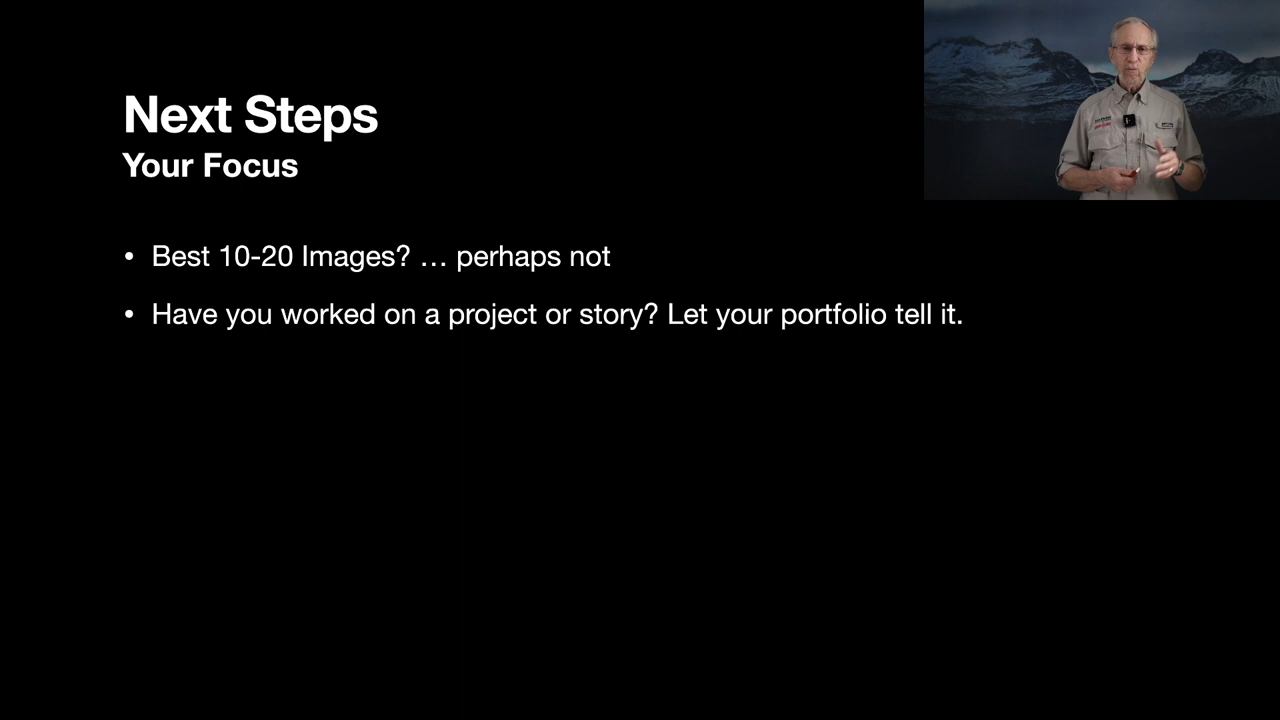 Next Steps
Your Focus
• Best 10-20 Images? … perhaps not
• Have you worked on a project or story? Let your portfolio tell it.